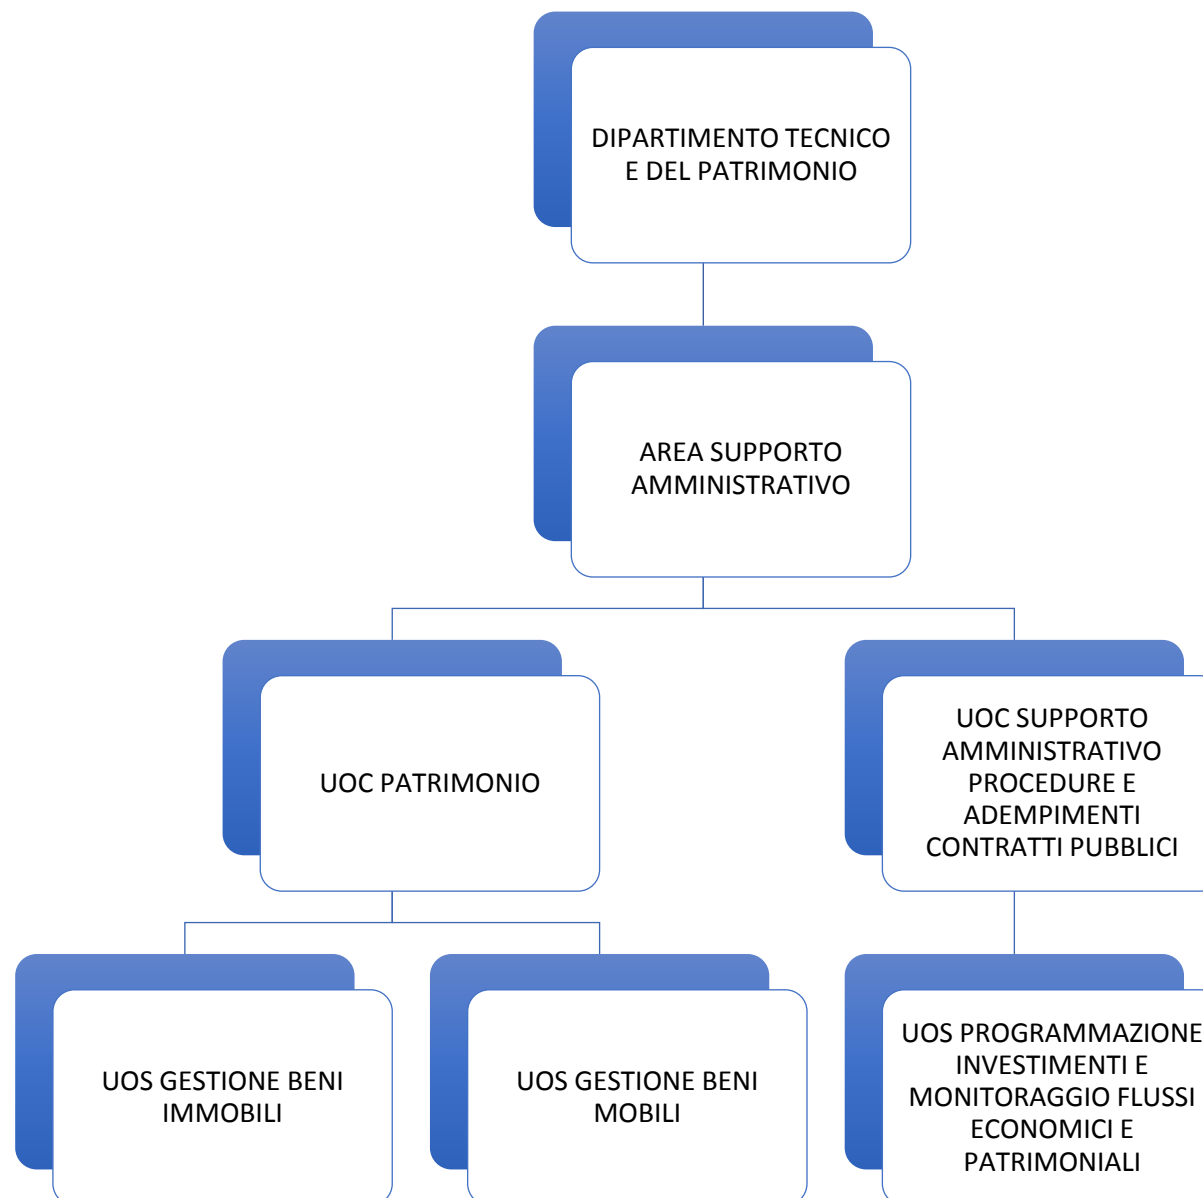 DIPARTIMENTO TECNICO
E DEL PATRIMONIO
AREA SUPPORTO
AMMINISTRATIVO
UOC PATRIMONIO
UOC SUPPORTO
AMMINISTRATIVO
PROCEDURE E
ADEMPIMENTI
CONTRATTI PUBBLICI
UOS GESTIONE BENI
IMMOBILI
UOS GESTIONE BENI
MOBILI
UOS PROGRAMMAZIONE
INVESTIMENTI E
MONITORAGGIO FLUSSI
ECONOMICI E
PATRIMONIALI